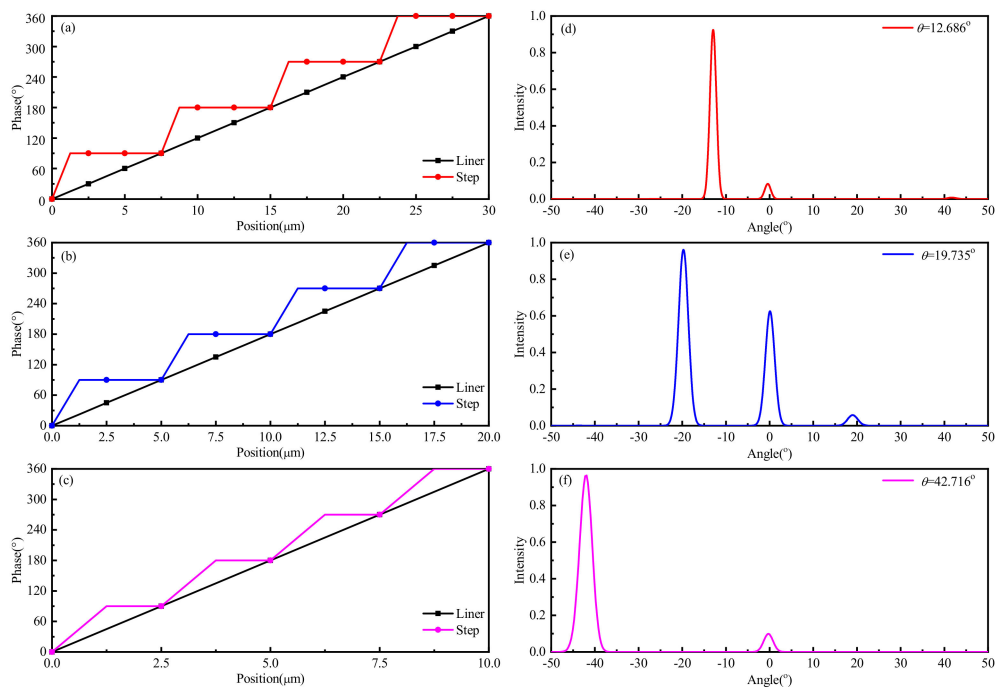 (a)
Phase(°)
360
300
240
180
120
60
0
Liner
Step
0 5 10 15 20 25 30
Position(μm)
(d)
θ=12.686°
Intensity
1.0
0.8
0.6
0.4
0.2
0.0
-50 -40 -30 -20 -10 0 10 20 30 40 50
Angle(°)
(b)
Phase(°)
360
300
240
180
120
60
0
Liner
Step
0.0 2.5 5.0 7.5 10.0 12.5 15.0 17.5 20.0
Position(μm)
(e)
θ=19.735°
Intensity
1.0
0.8
0.6
0.4
0.2
0.0
-50 -40 -30 -20 -10 0 10 20 30 40 50
Angle(°)
(c)
Phase(°)
360
300
240
180
120
60
0
Liner
Step
0.0 2.5 5.0 7.5 10.0
Position(μm)
(f)
θ=42.716°
Intensity
1.0
0.8
0.6
0.4
0.2
0.0
-50 -40 -30 -20 -10 0 10 20 30 40 50
Angle(°)